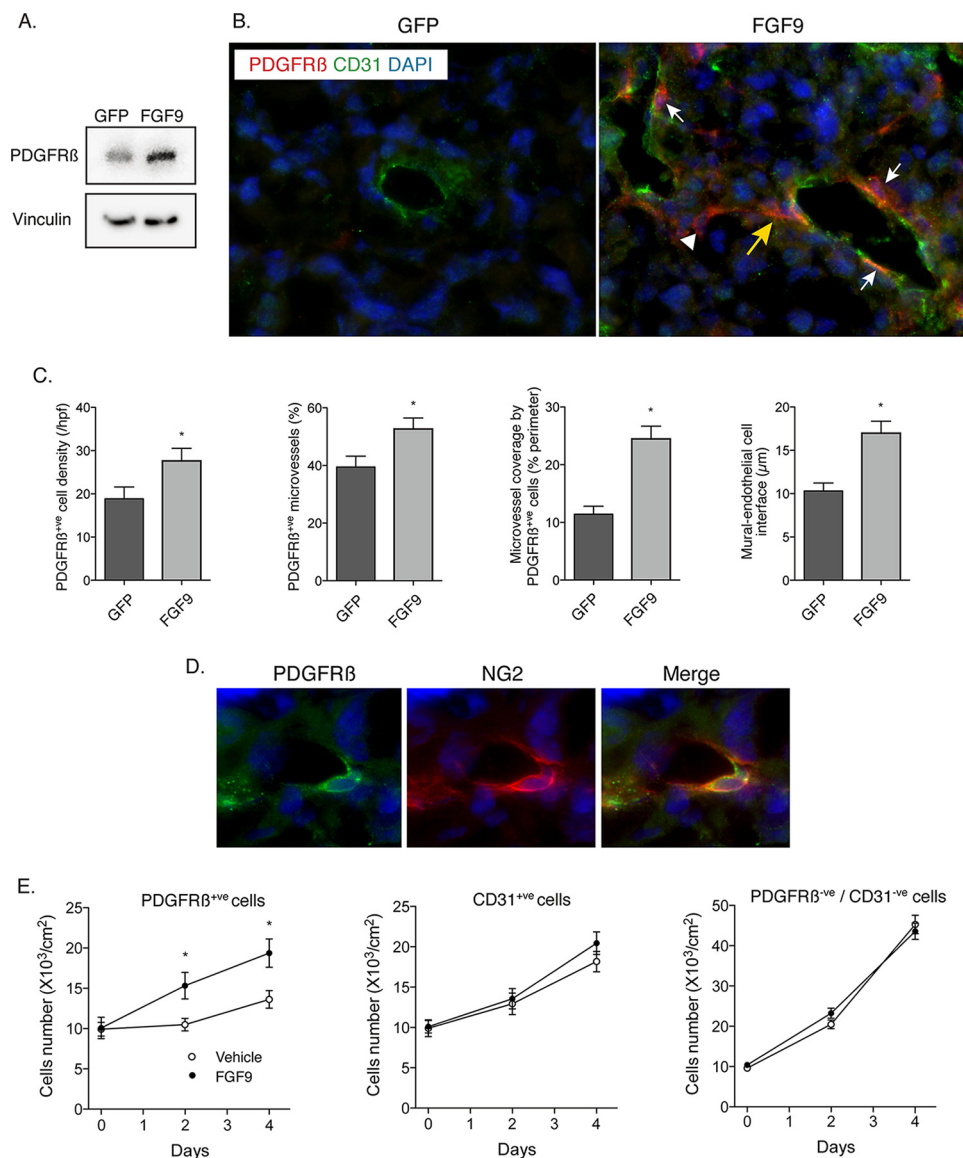 A.
GFP FGF9
PDGFRß
Vinculin
B.
GFP
FGF9
PDGFRß CD31 DAPI
C.
PDGFRß+ve cell density (/hpf)
40
30
20
10
0
GFP
FGF9
*
PDGFRß+ve microvessels (%)
60
40
20
0
GFP
FGF9
*
Microvessel coverage by
PDGFRß+ve cells (% perimeter)
30
20
10
0
GFP
FGF9
*
Mural-endothelial cell
interface (µm)
20
15
10
5
0
GFP
FGF9
*
D.
PDGFRß
NG2
Merge
E.
PDGFRß+ve cells
Cells number (X10³/cm²)
25
20
15
10
5
0
* *
Vehicle
FGF9
0 1 2 3 4
Days
CD31+ve cells
Cells number (X10³/cm²)
25
20
15
10
5
0
0 1 2 3 4
Days
PDGFRß-ve / CD31-ve cells
Cells number (X10³/cm²)
50
40
30
20
10
0
0 1 2 3 4
Days